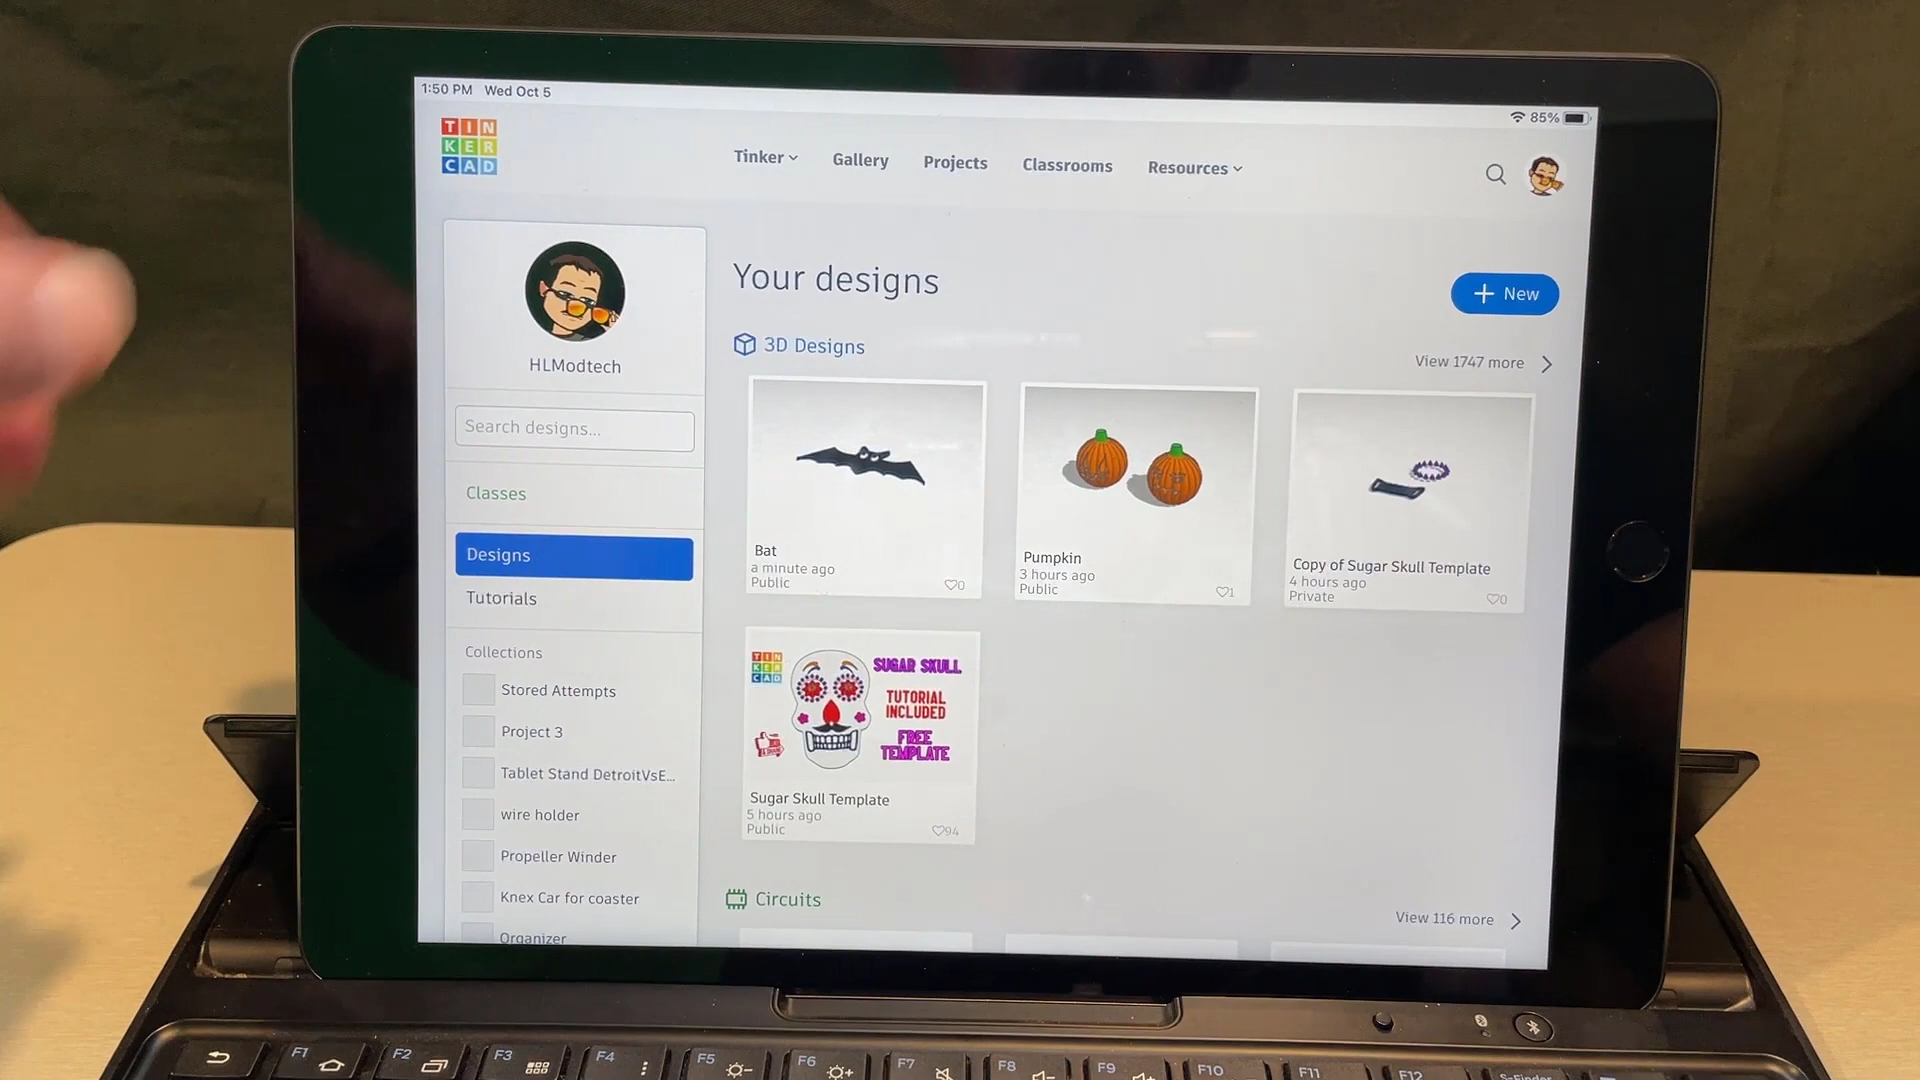 1:50 PM Wed Oct 5
85%
TIN
KER
CAD
Tinker
Gallery
Projects
Classrooms
Resources
HLModtech
Search designs...
Classes
Designs
Tutorials
Collections
Stored Attempts
Project 3
Tablet Stand DetroitVsE...
wire holder
Propeller Winder
Knex Car for coaster
Organizer
Your designs
+ New
3D Designs
View 1747 more
Bat
a minute ago
Public
0
Pumpkin
3 hours ago
Public
1
Copy of Sugar Skull Template
4 hours ago
Private
0
TIN
KER
CAD
SUGAR SKULL
TUTORIAL
INCLUDED
FREE
TEMPLATE
Sugar Skull Template
5 hours ago
Public
94
Circuits
View 116 more
F1
F2
F3
F4
F5
F6
F7
F8
F9
F10
F11
F12